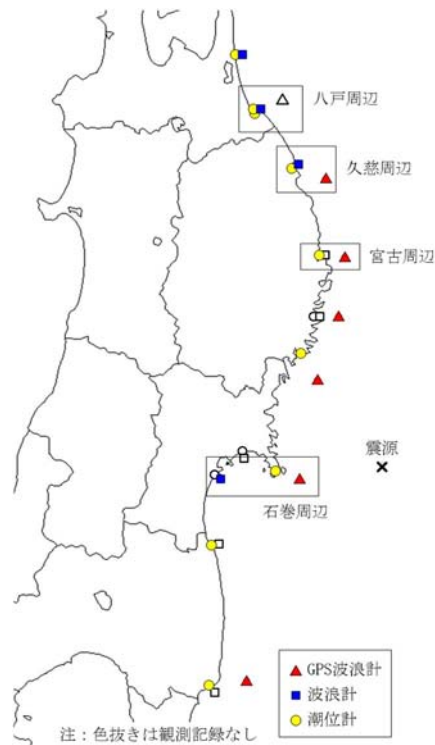 八戸周辺
久慈周辺
宮古周辺
震源
石巻周辺
GPS波浪計
波浪計
潮位計
注：色抜きは観測記録なし